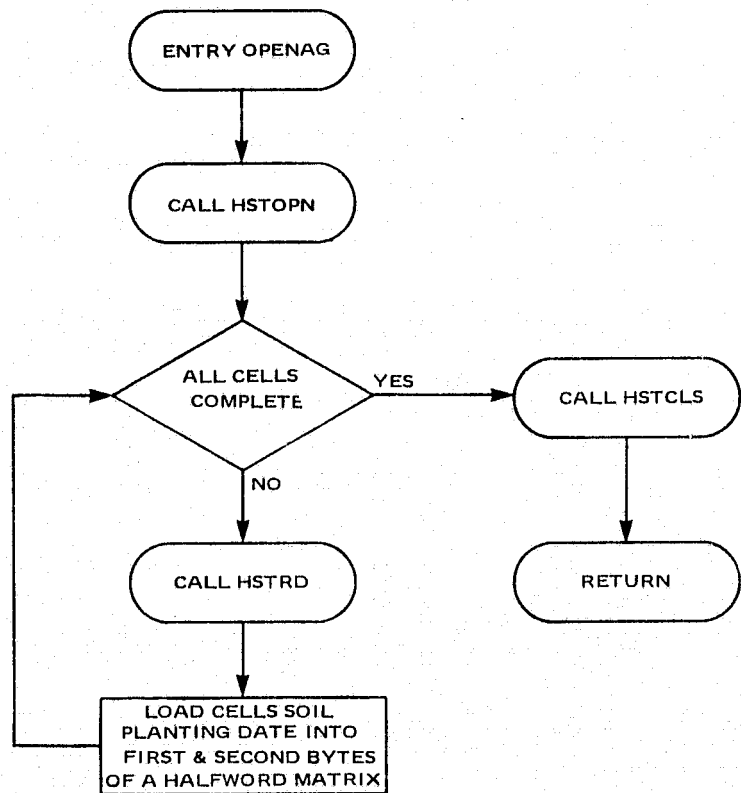 ENTRY OPENAG
CALL HSTOPN
ALL CELLS
COMPLETE
YES
CALL HSTCLS
NO
CALL HSTRD
RETURN
LOAD CELLS SOIL
PLANTING DATE INTO
FIRST & SECOND BYTES
OF A HALFWORD MATRIX